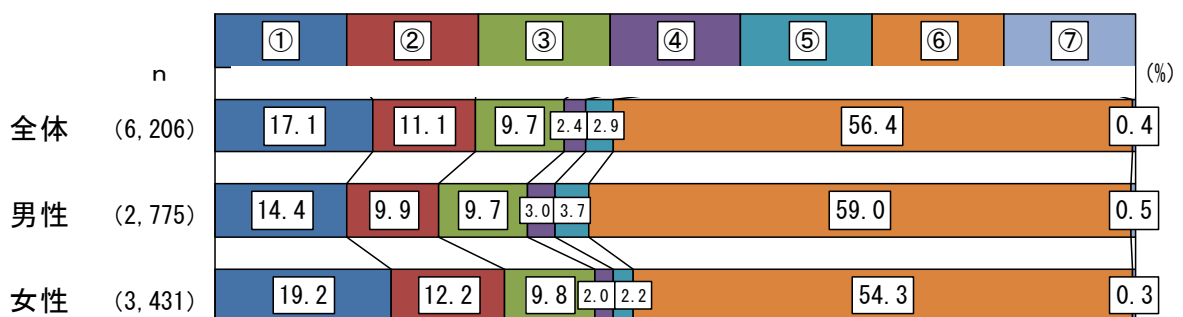 ① ② ③ ④ ⑤ ⑥ ⑦
n (%)
全体 (6,206) 17.1 11.1 9.7 2.4 2.9 56.4 0.4
男性 (2,775) 14.4 9.9 9.7 3.0 3.7 59.0 0.5
女性 (3,431) 19.2 12.2 9.8 2.0 2.2 54.3 0.3